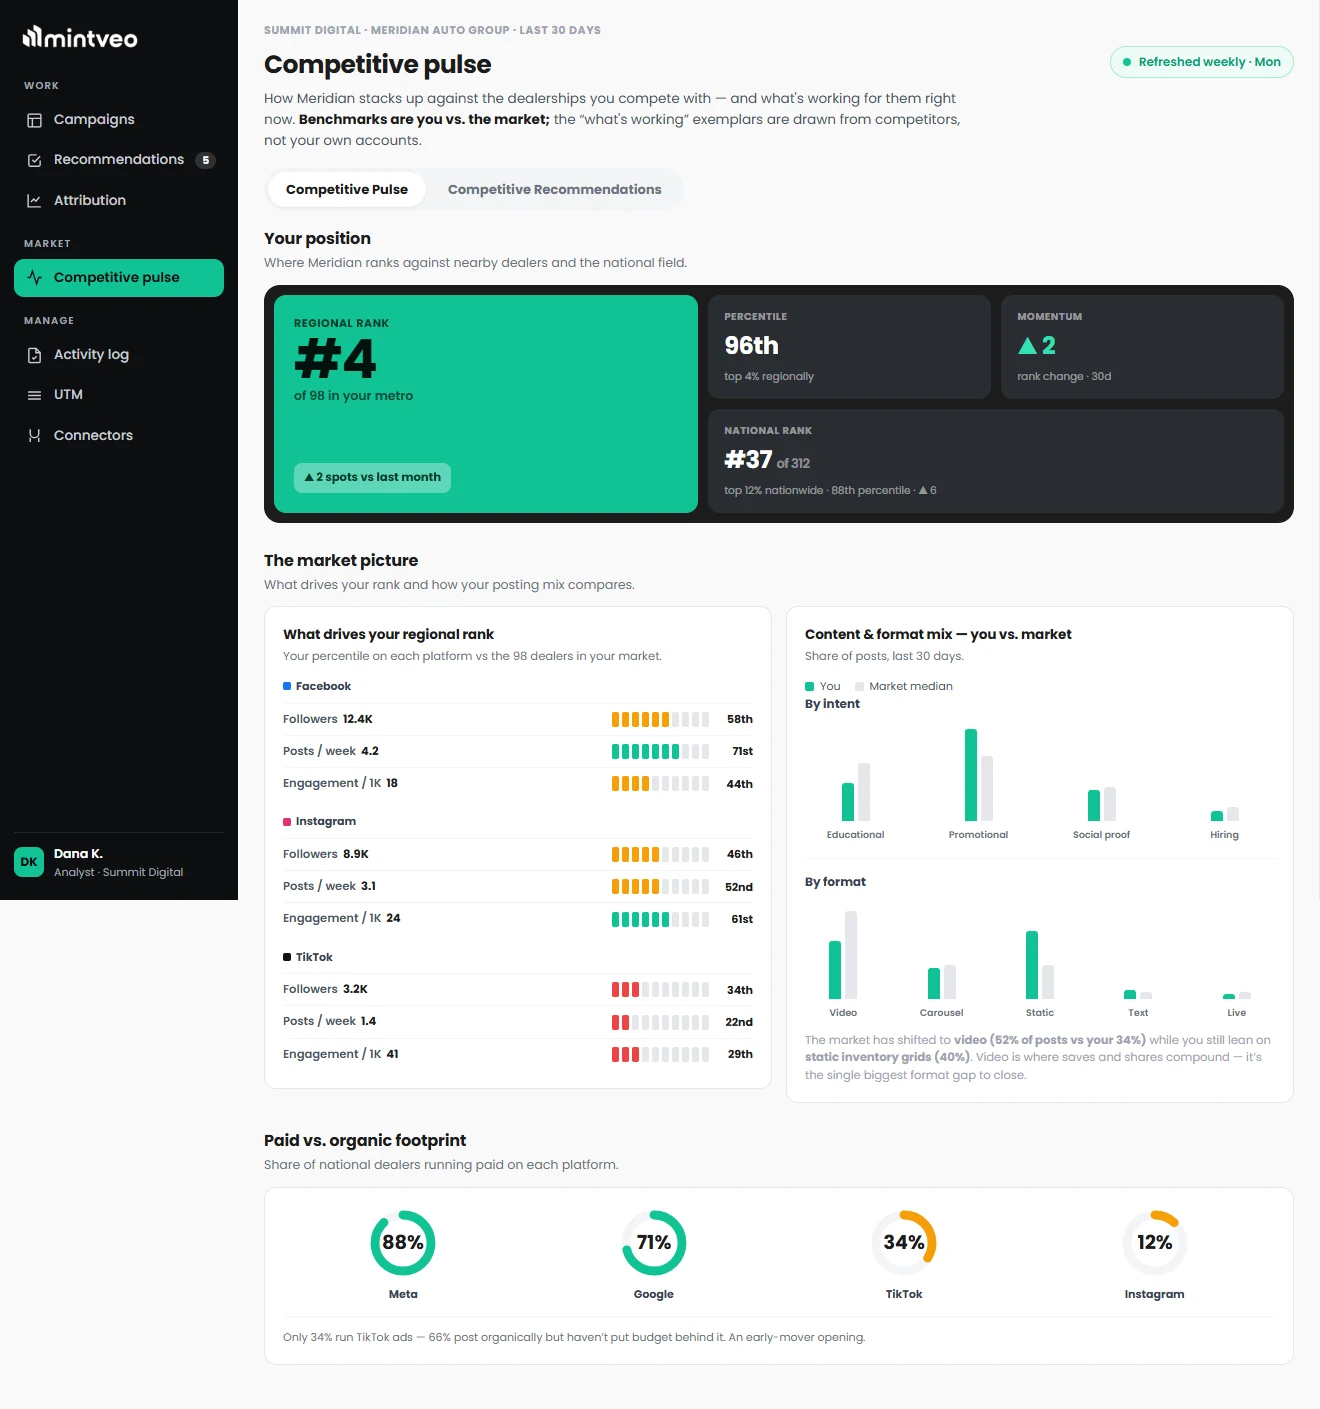 mintveo
WORK
Campaigns
Recommendations 5
Attribution
MARKET
Competitive pulse
MANAGE
Activity log
UTM
Connectors
DK
Dana K.
Analyst · Summit Digital
SUMMIT DIGITAL · MERIDIAN AUTO GROUP · LAST 30 DAYS
Competitive pulse
Refreshed weekly · Mon
How Meridian stacks up against the dealerships you compete with — and what's working for them right
now. Benchmarks are you vs. the market; the “what's working” exemplars are drawn from competitors,
not your own accounts.
Competitive Pulse
Competitive Recommendations
Your position
Where Meridian ranks against nearby dealers and the national field.
REGIONAL RANK
#4
of 98 in your metro
▲ 2 spots vs last month
PERCENTILE
96th
top 4% regionally
MOMENTUM
▲ 2
rank change · 30d
NATIONAL RANK
#37 of 312
top 12% nationwide · 88th percentile · ▲ 6
The market picture
What drives your rank and how your posting mix compares.
What drives your regional rank
Your percentile on each platform vs the 98 dealers in your market.
Facebook
Followers 12.4K 58th
Posts / week 4.2 71st
Engagement / 1K 18 44th
Instagram
Followers 8.9K 46th
Posts / week 3.1 52nd
Engagement / 1K 24 61st
TikTok
Followers 3.2K 34th
Posts / week 1.4 22nd
Engagement / 1K 41 29th
Content & format mix — you vs. market
Share of posts, last 30 days.
You Market median
By intent
Educational Promotional Social proof Hiring
By format
Video Carousel Static Text Live
The market has shifted to video (52% of posts vs your 34%) while you still lean on
static inventory grids (40%). Video is where saves and shares compound — it's
the single biggest format gap to close.
Paid vs. organic footprint
Share of national dealers running paid on each platform.
88% 71% 34% 12%
Meta Google TikTok Instagram
Only 34% run TikTok ads — 66% post organically but haven't put budget behind it. An early-mover opening.